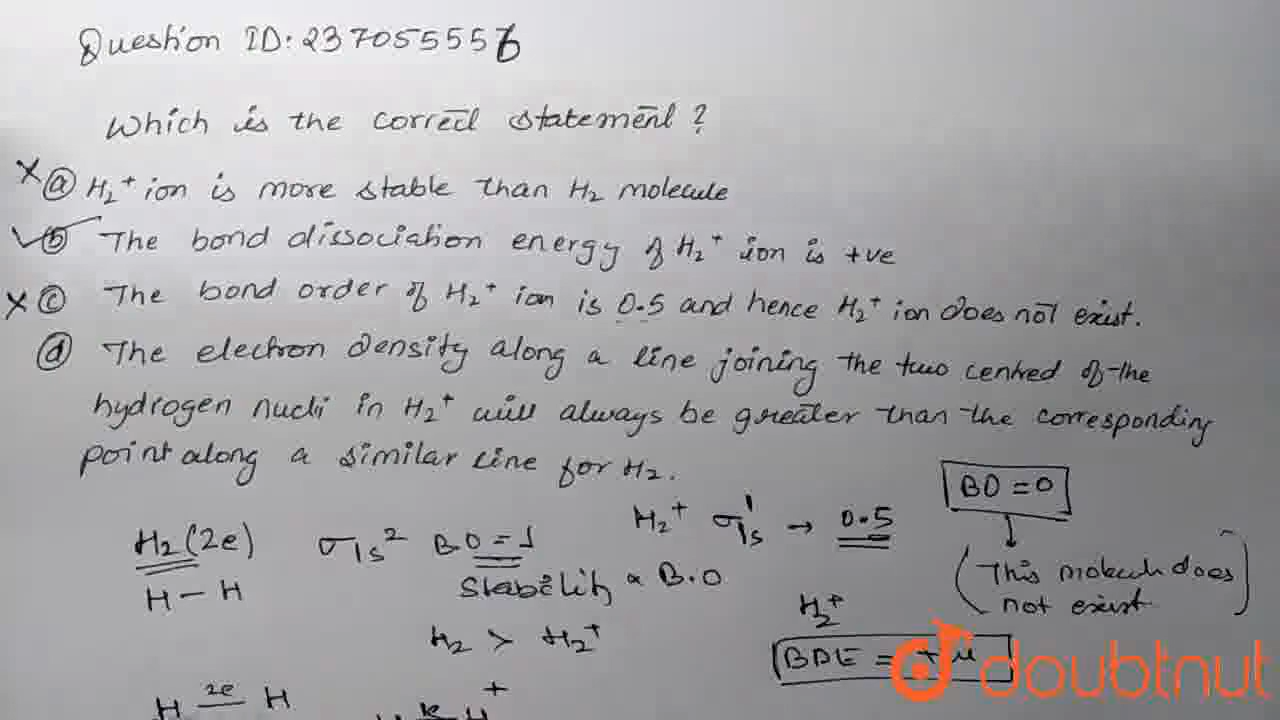 Question ID: 237055556
Which is the correct statement?
× (a) H₂⁺ ion is more stable than H₂ molecule
✓ (b) The bond dissociation energy of H₂⁺ ion is +ve
× (c) The bond order of H₂⁺ ion is 0.5 and hence H₂⁺ ion does not exist.
(d) The electron density along a line joining the two centred of the
hydrogen nucli in H₂⁺ will always be greater than the corresponding
point along a similar line for H₂.
H₂(2e) σ1s² B.O = 1
H₂⁺ σ1s¹ → 0.5
BO = 0
H – H
Stability ∝ B.O
(This molecule does
not exist)
H₂ > H₂⁺
H₂⁺
BDE = +
doubtnut
H 2e H
+